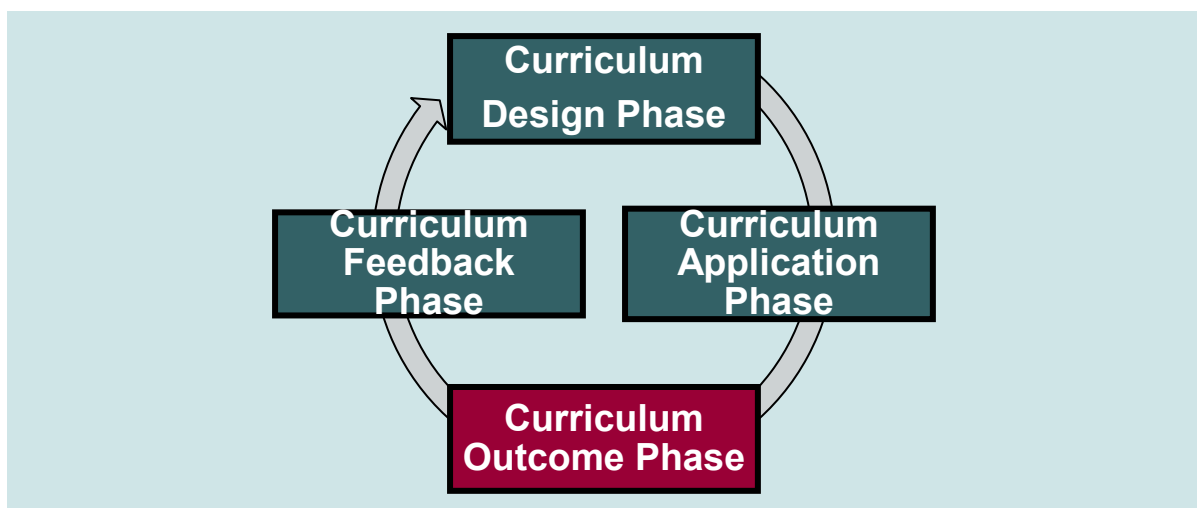 Curriculum
Design Phase
Curriculum
Feedback
Phase
Curriculum
Application
Phase
Curriculum
Outcome Phase